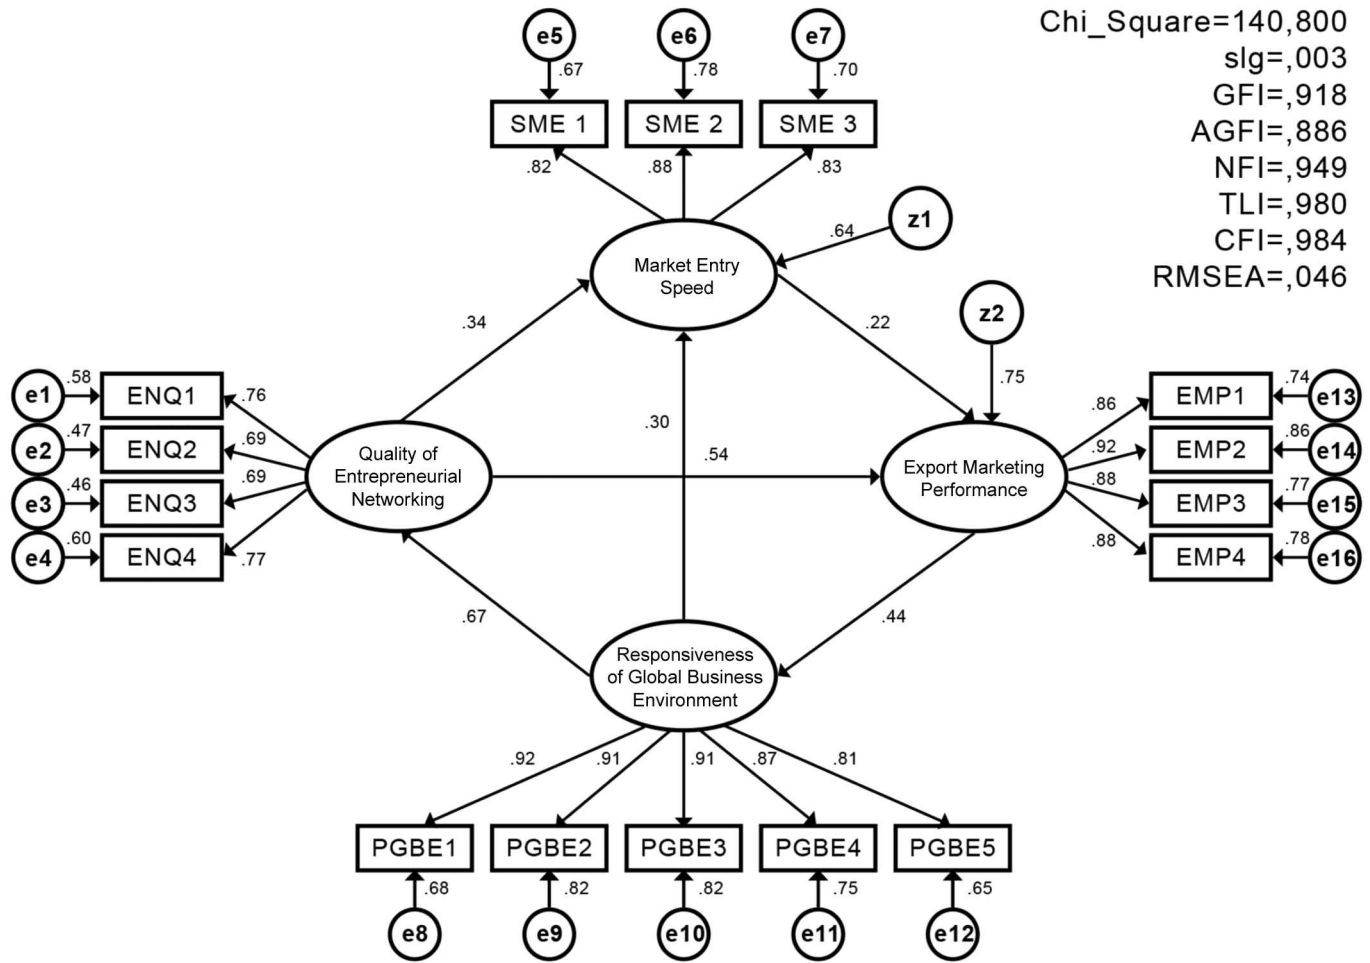 Chi_Square=140,800
slg=,003
GFI=,918
AGFI=,886
NFI=,949
TLI=,980
CFI=,984
RMSEA=,046
e5
e6
e7
.67
.78
.70
SME 1
SME 2
SME 3
.82
.88
.83
z1
.64
Market Entry
Speed
z2
.34
.22
.75
e1
.58
ENQ1
.76
e2
.47
ENQ2
.69
e3
.46
ENQ3
.69
e4
.60
ENQ4
.77
Quality of
Entrepreneurial
Networking
.30
.54
Export Marketing
Performance
.86
EMP1
.74
e13
.92
EMP2
.86
e14
.88
EMP3
.77
e15
.88
EMP4
.78
e16
.67
.44
Responsiveness
of Global Business
Environment
.92
.91
.91
.87
.81
PGBE1
PGBE2
PGBE3
PGBE4
PGBE5
.68
.82
.82
.75
.65
e8
e9
e10
e11
e12